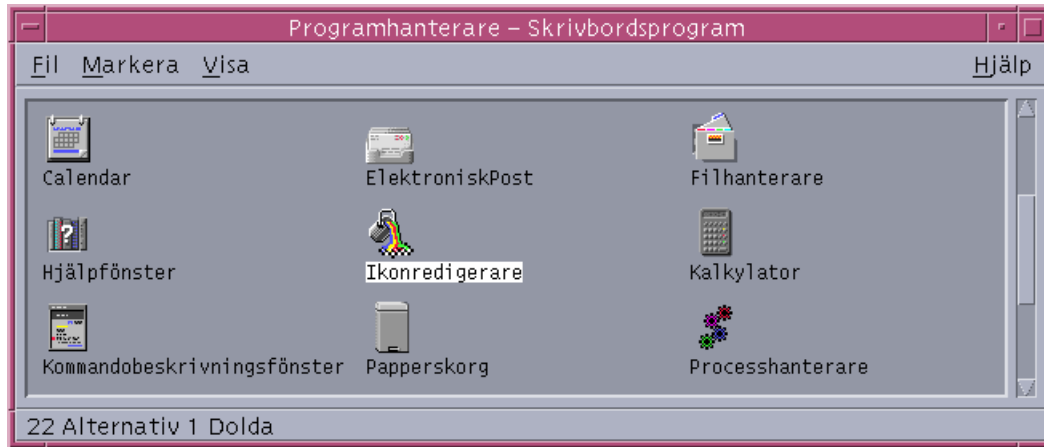 Programhanterare – Skrivbordsprogram
Fil Markera Visa Hjälp
Calendar ElektroniskPost Filhanterare
Hjälpfönster Ikonredigerare Kalkylator
Kommandobeskrivningsfönster Papperskorg Processhanterare
22 Alternativ 1 Dolda